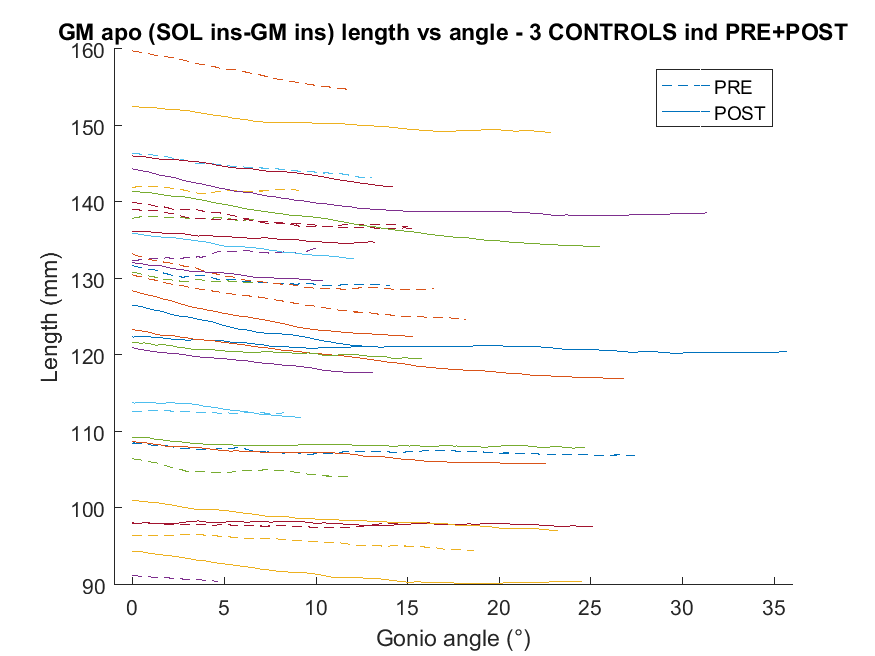 GM apo (SOL ins-GM ins) length vs angle - 3 CONTROLS ind PRE+POST
160
150
140
130
120
110
100
90
Length (mm)
PRE
POST
0 5 10 15 20 25 30 35
Gonio angle (°)